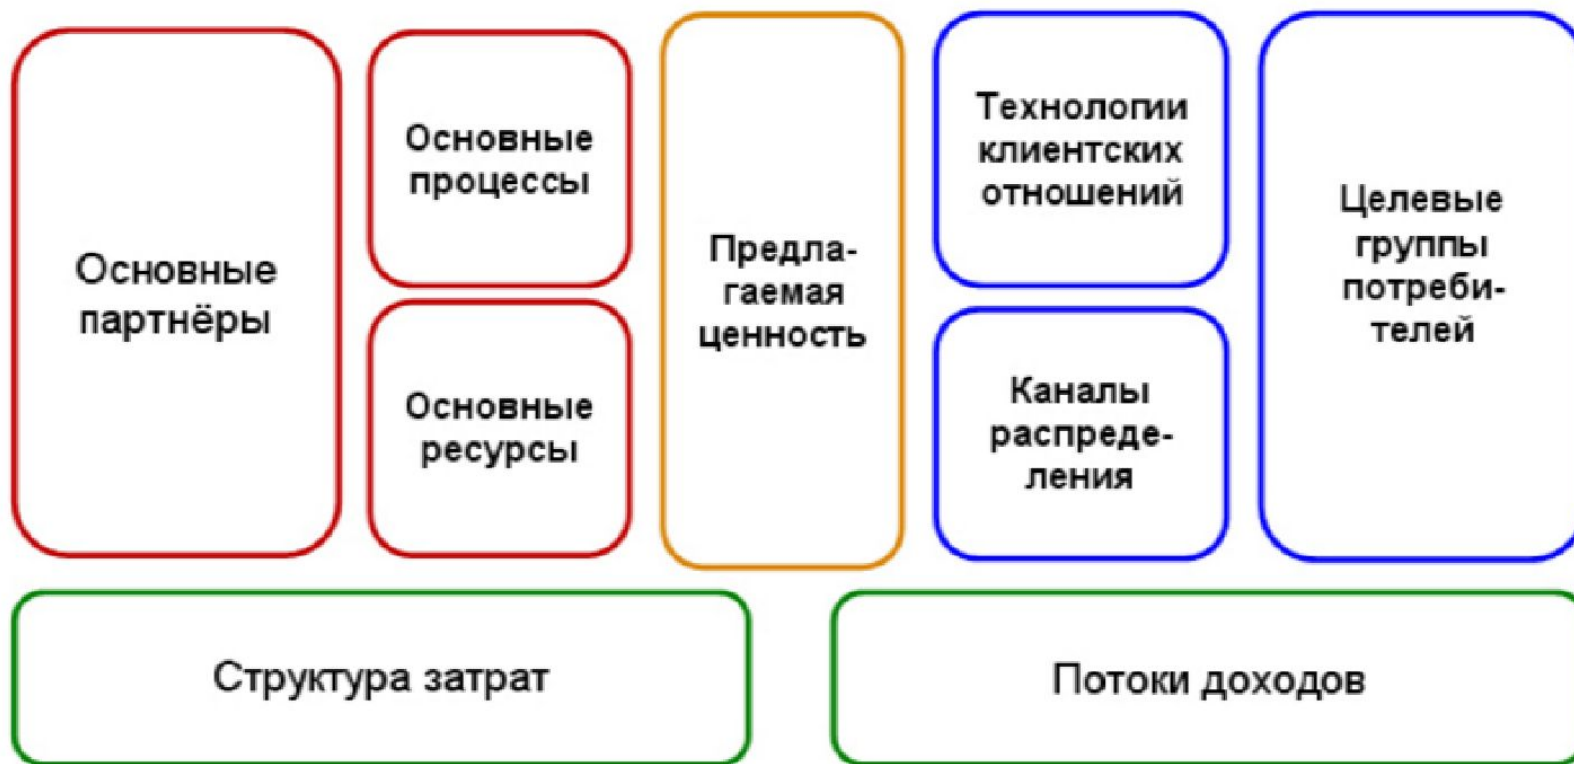 Основные
партнёры
Основные
процессы
Основные
ресурсы
Предла-
гаемая
ценность
Технологии
клиентских
отношений
Каналы
распреде-
ления
Целевые
группы
потреби-
телей
Структура затрат
Потоки доходов